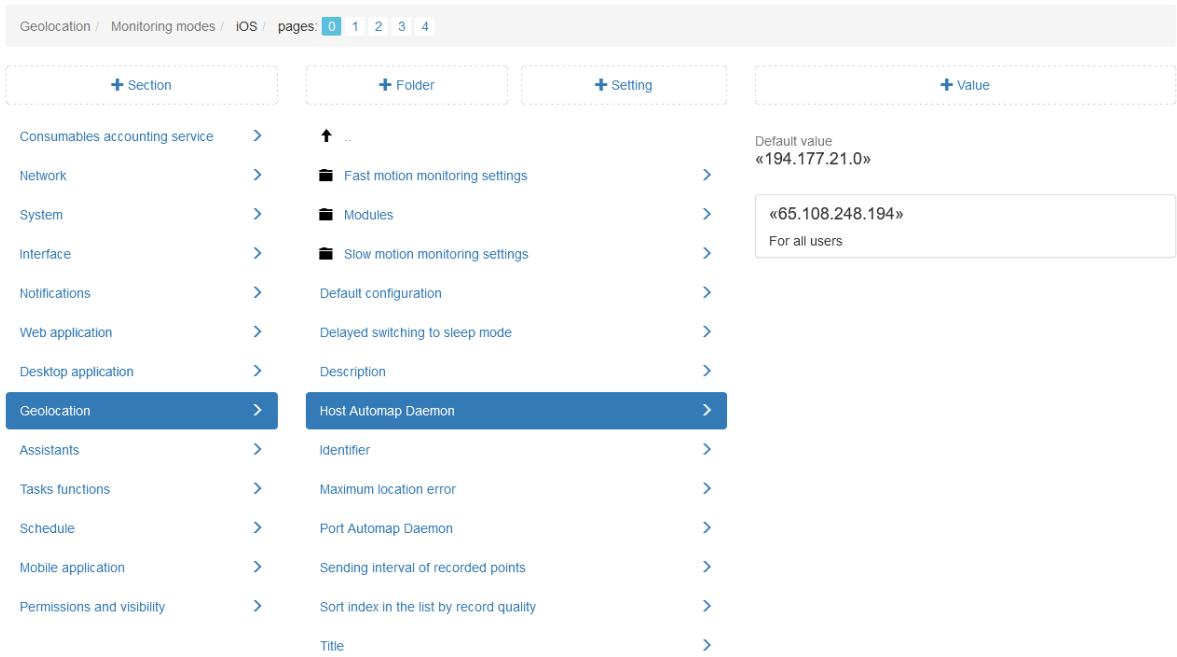 Geolocation / Monitoring modes / iOS / pages: 0 1 2 3 4
+ Section
Consumables accounting service
Network
System
Interface
Notifications
Web application
Desktop application
Geolocation
Assistants
Tasks functions
Schedule
Mobile application
Permissions and visibility
+ Folder
+ Setting
..
Fast motion monitoring settings
Modules
Slow motion monitoring settings
Default configuration
Delayed switching to sleep mode
Description
Host Automap Daemon
Identifier
Maximum location error
Port Automap Daemon
Sending interval of recorded points
Sort index in the list by record quality
Title
+ Value
Default value
«194.177.21.0»
«65.108.248.194»
For all users